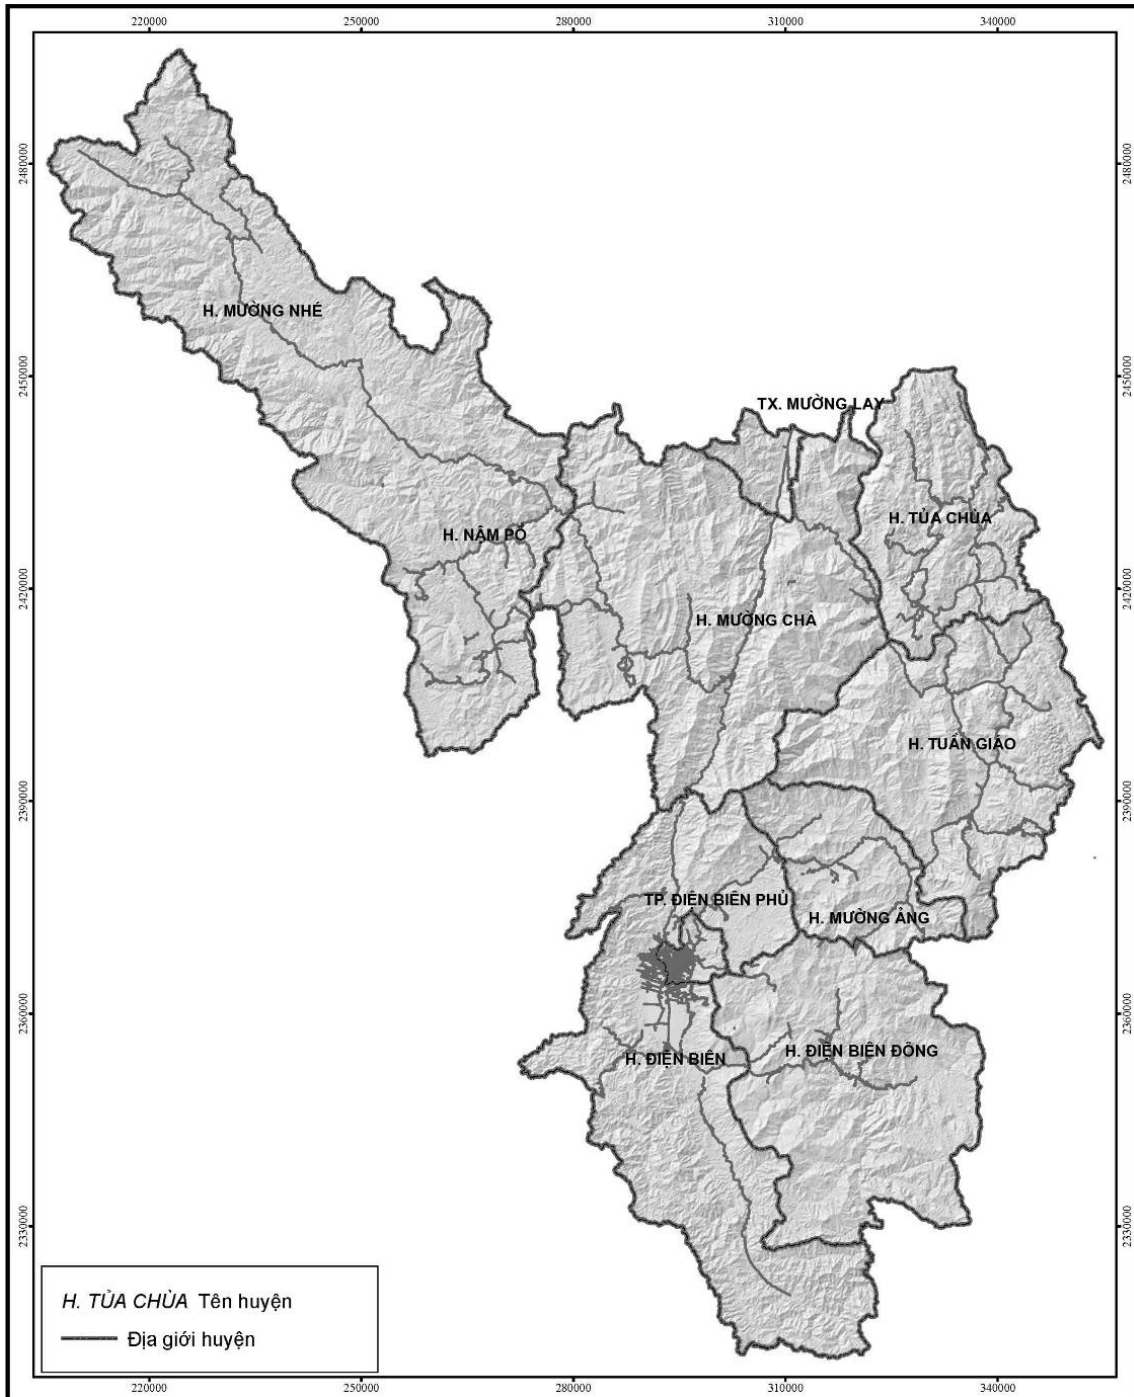 220000 250000 280000 310000 340000
2480000 2480000
H. MƯỜNG NHÉ
2450000 2450000
TX. MƯỜNG LAY
H. TỦA CHÙA
H. NẬM PỒ
2420000 2420000
H. MƯỜNG CHÀ
H. TUẦN GIÁO
2390000 2390000
TP. ĐIỆN BIÊN PHỦ
H. MƯỜNG ẢNG
2360000 2360000
H. ĐIỆN BIÊN ĐÔNG
H. ĐIỆN BIÊN
2330000 2330000
H. TỦA CHÙA Tên huyện
Địa giới huyện
220000 250000 280000 310000 340000